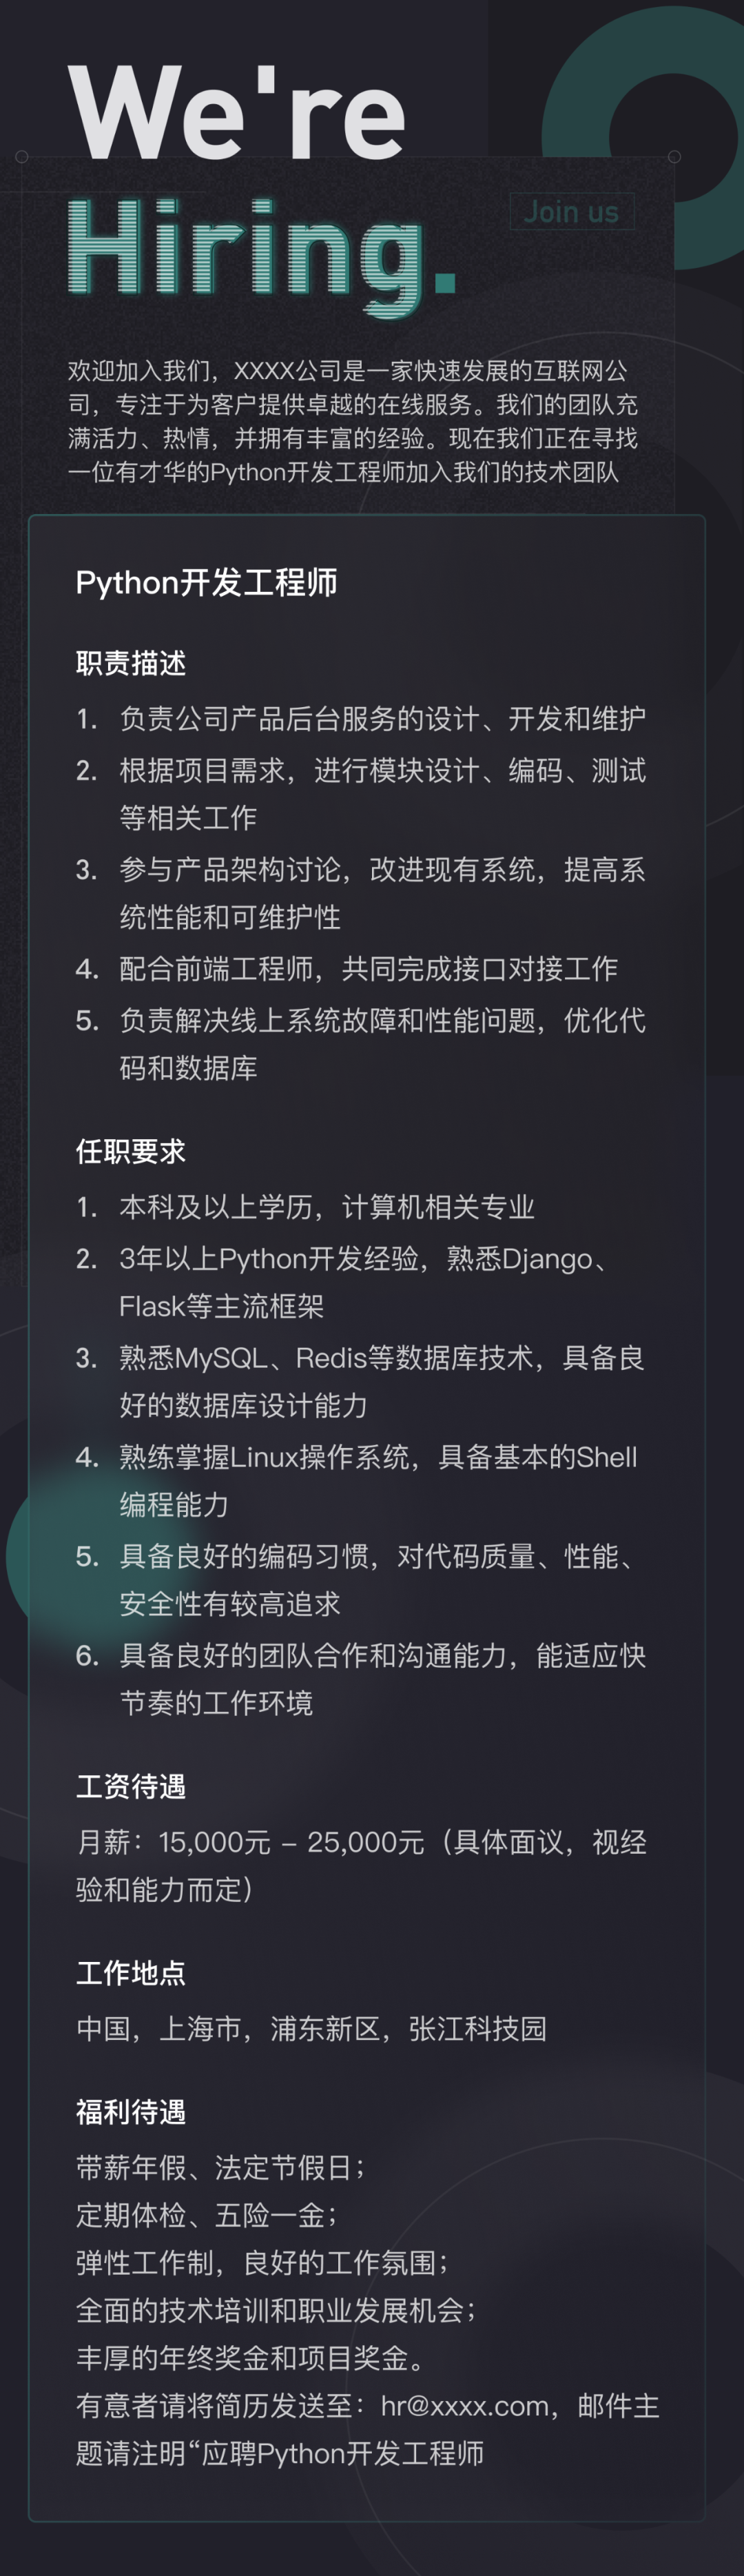 We're
Hiring.
Join us
欢迎加入我们，XXXX公司是一家快速发展的互联网公
司，专注于为客户提供卓越的在线服务。我们的团队充
满活力、热情，并拥有丰富的经验。现在我们正在寻找
一位有才华的Python开发工程师加入我们的技术团队
Python开发工程师
职责描述
1. 负责公司产品后台服务的设计、开发和维护
2. 根据项目需求，进行模块设计、编码、测试
等相关工作
3. 参与产品架构讨论，改进现有系统，提高系
统性能和可维护性
4. 配合前端工程师，共同完成接口对接工作
5. 负责解决线上系统故障和性能问题，优化代
码和数据库
任职要求
1. 本科及以上学历，计算机相关专业
2. 3年以上Python开发经验，熟悉Django、
Flask等主流框架
3. 熟悉MySQL、Redis等数据库技术，具备良
好的数据库设计能力
4. 熟练掌握Linux操作系统，具备基本的Shell
编程能力
5. 具备良好的编码习惯，对代码质量、性能、
安全性有较高追求
6. 具备良好的团队合作和沟通能力，能适应快
节奏的工作环境
工资待遇
月薪：15,000元 – 25,000元（具体面议，视经
验和能力而定）
工作地点
中国，上海市，浦东新区，张江科技园
福利待遇
带薪年假、法定节假日；
定期体检、五险一金；
弹性工作制，良好的工作氛围；
全面的技术培训和职业发展机会；
丰厚的年终奖金和项目奖金。
有意者请将简历发送至：hr@xxxx.com，邮件主
题请注明“应聘Python开发工程师